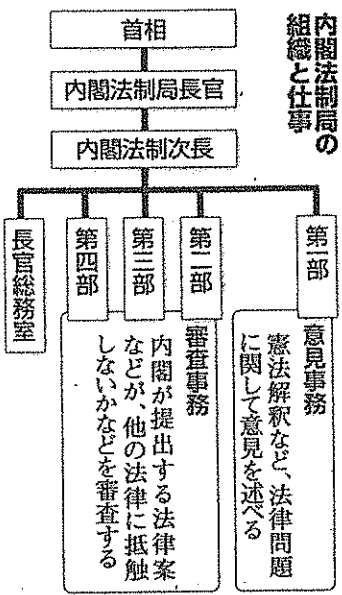 内閣法制局の
組織と仕事
首相
内閣法制局長官
内閣法制次長
第一部
意見事務
憲法解釈など、法律問題
に関して意見を述べる
第二部
第三部
第四部
審査事務
内閣が提出する法律案
などが、他の法律に抵触
しないかなどを審査する
長官総務室